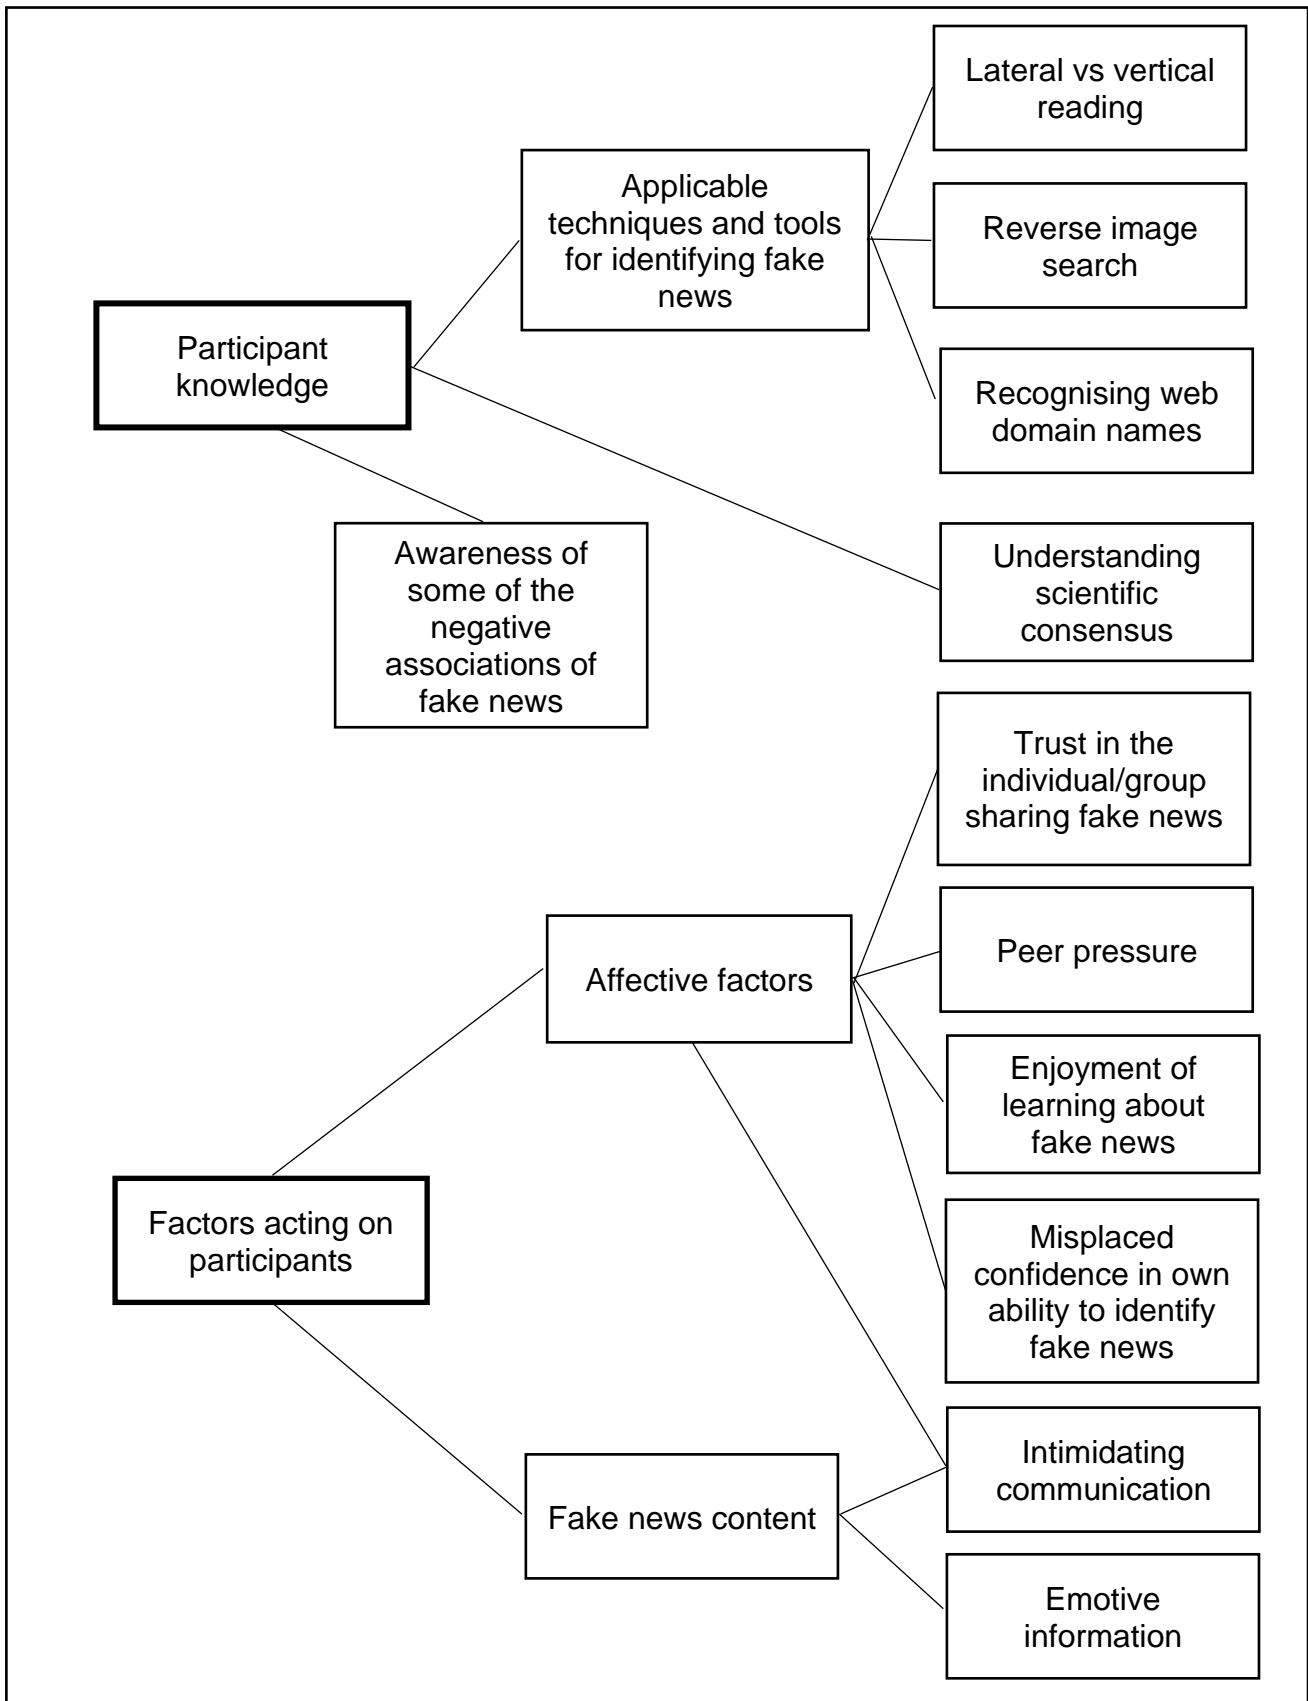 Lateral vs vertical
reading
Applicable
techniques and tools
for identifying fake
news
Reverse image
search
Participant
knowledge
Recognising web
domain names
Awareness of
some of the
negative
associations of
fake news
Understanding
scientific
consensus
Trust in the
individual/group
sharing fake news
Affective factors
Peer pressure
Enjoyment of
learning about
fake news
Factors acting on
participants
Misplaced
confidence in own
ability to identify
fake news
Fake news content
Intimidating
communication
Emotive
information